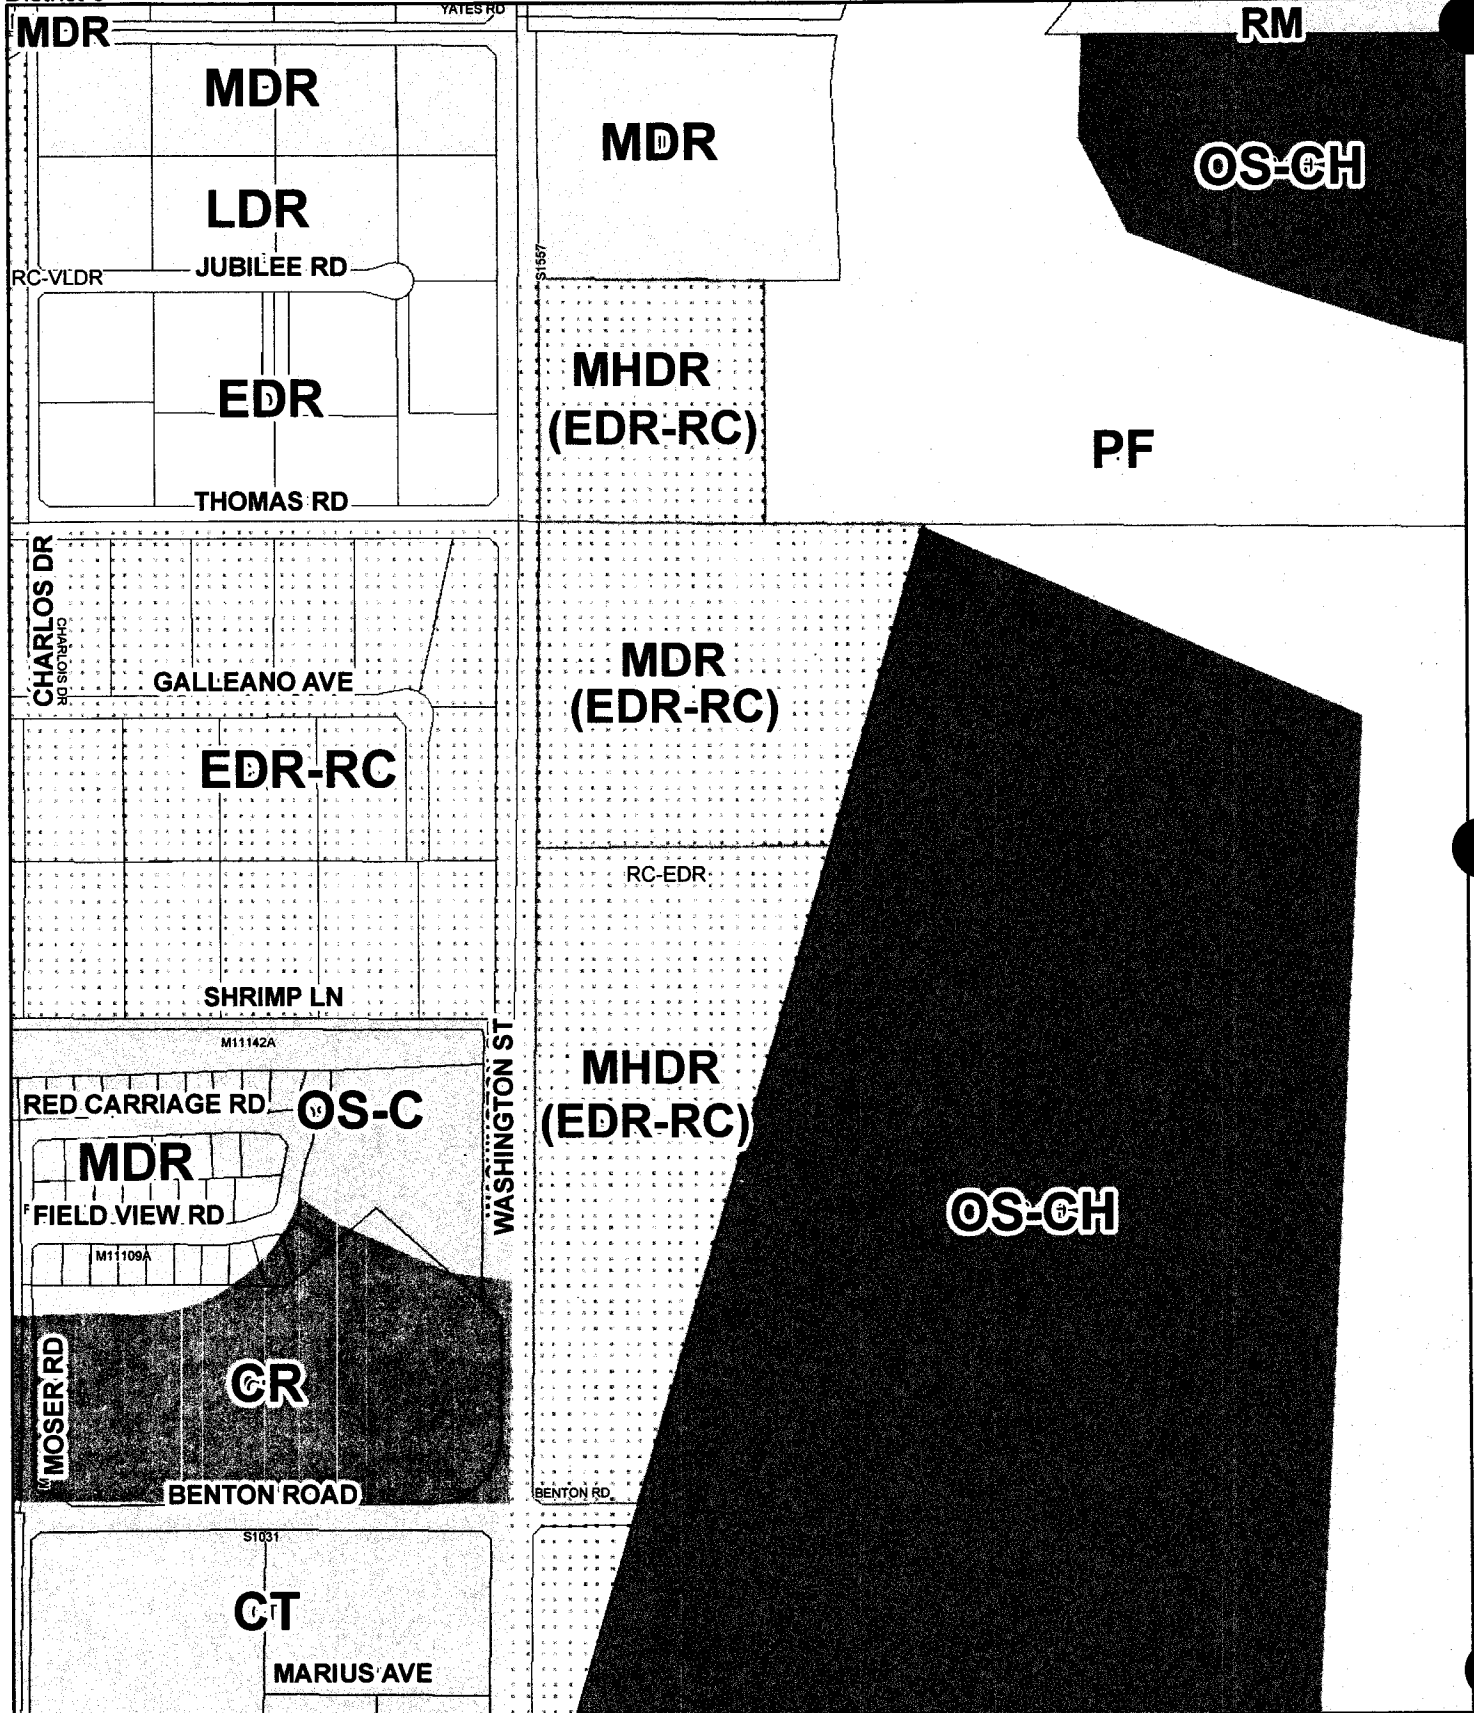 YATES RD
MDR
RM
MDR
MDR
OS-CH
LDR
JUBILEE RD
RC-VLDR
S1557
MHDR
(EDR-RC)
EDR
PF
THOMAS RD
CHARLOS DR
CHARLOIS DR
GALLEANO AVE
MDR
(EDR-RC)
EDR-RC
RC-EDR
SHRIMP LN
M11142A
WASHINGTON ST
RED CARRIAGE RD
OS-C
MHDR
(EDR-RC)
MDR
FIELD VIEW RD
OS-CH
M11109A
MOSER RD
CR
BENTON ROAD
BENTON RD
S1031
CT
MARIUS AVE